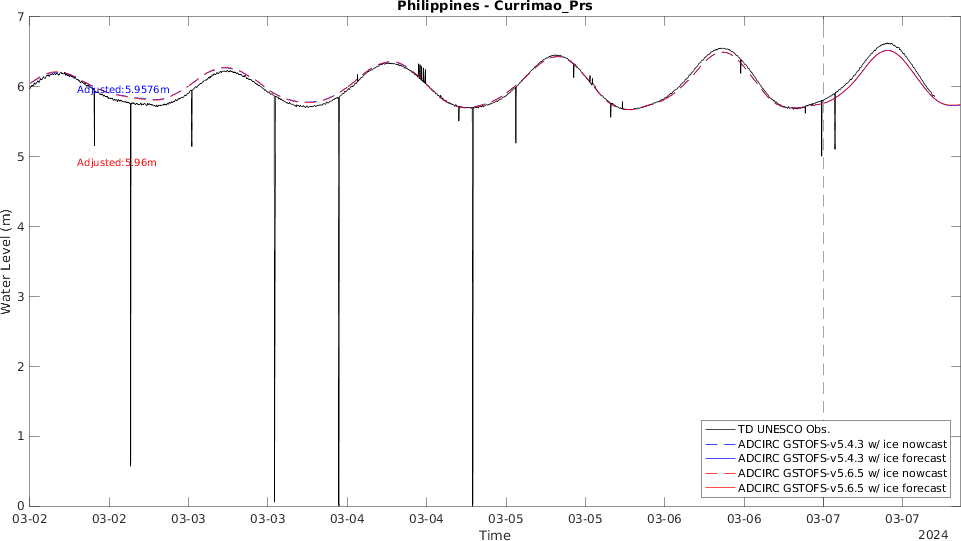 Philippines - Currimao_Prs
7
6
5
4
3
2
1
0
Water Level (m)
Adjusted:5.9576m
Adjusted:5.96m
TD UNESCO Obs.
ADCIRC GSTOFS-v5.4.3 w/ ice nowcast
ADCIRC GSTOFS-v5.4.3 w/ ice forecast
ADCIRC GSTOFS-v5.6.5 w/ ice nowcast
ADCIRC GSTOFS-v5.6.5 w/ ice forecast
03-02 03-02 03-03 03-03 03-04 03-04 03-05 03-05 03-06 03-06 03-07 03-07
Time
2024